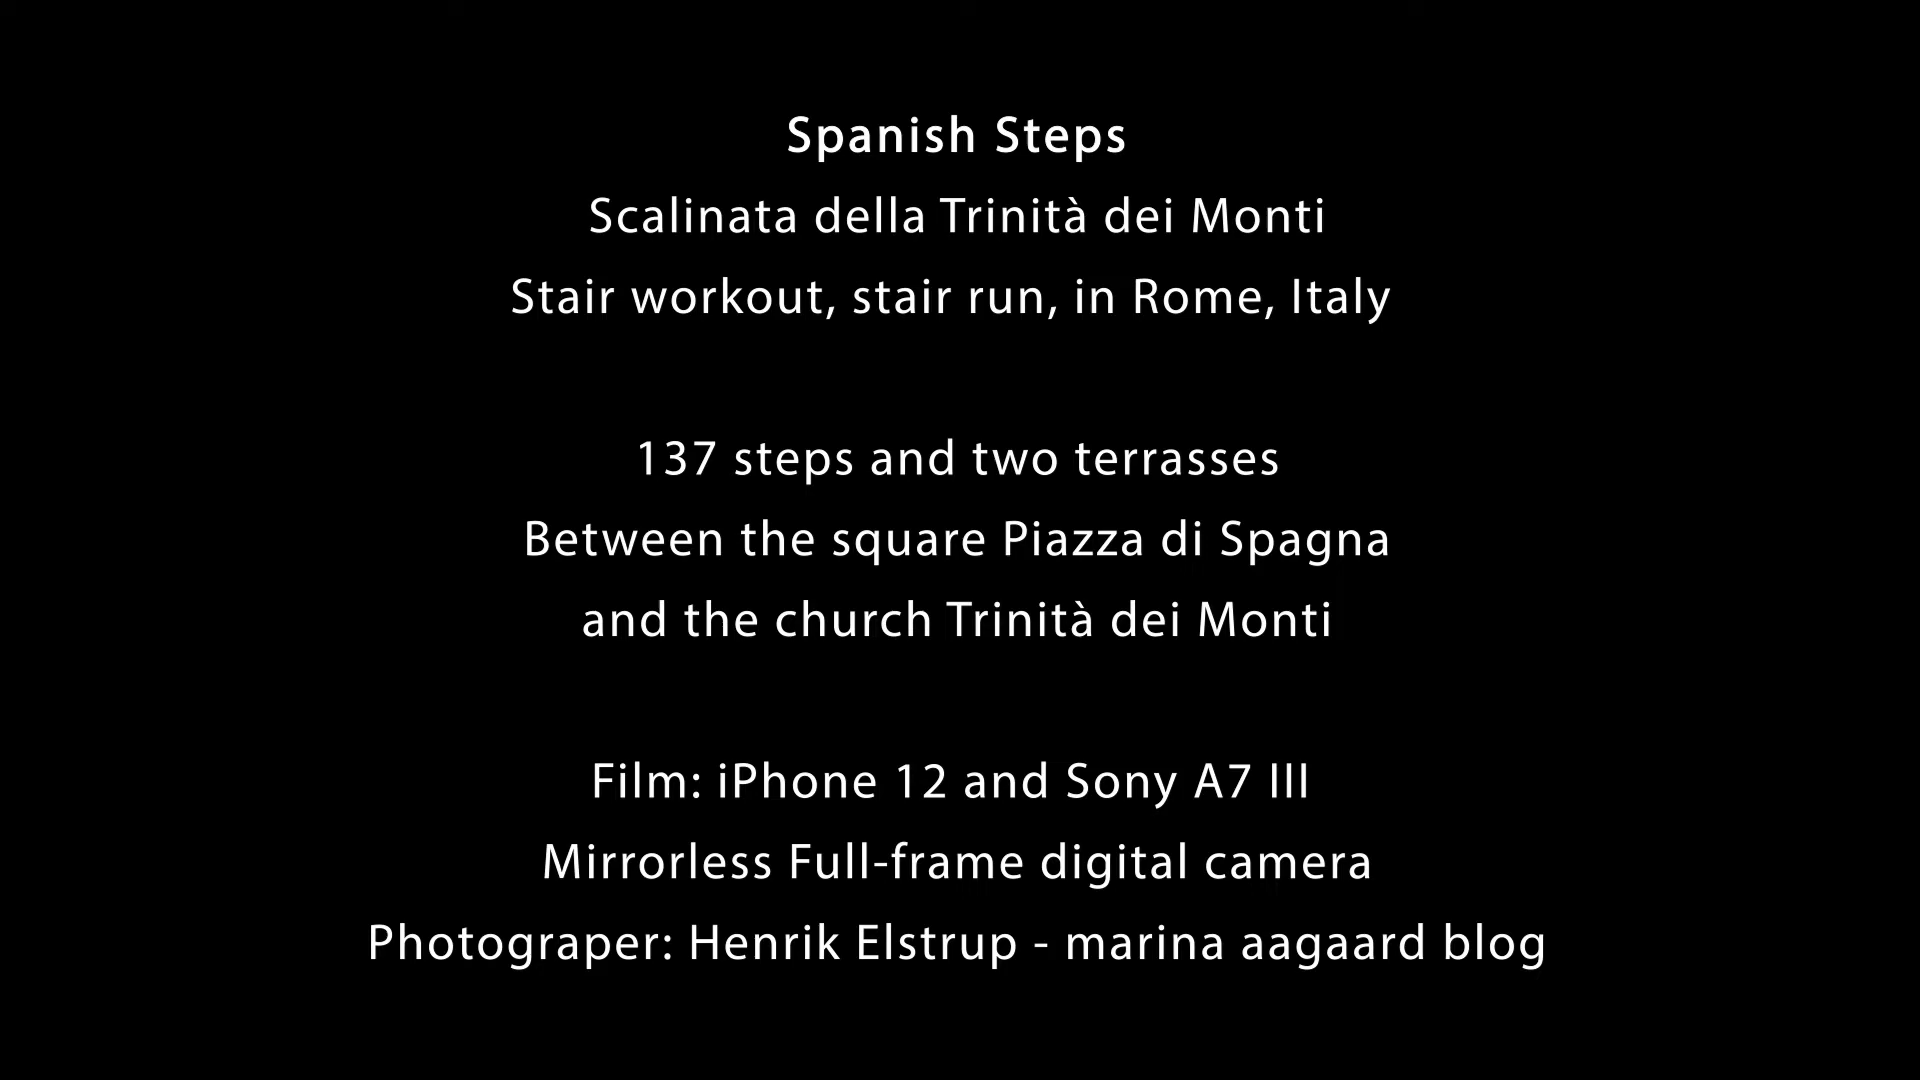 Spanish Steps
Scalinata della Trinità dei Monti
Stair workout, stair run, in Rome, Italy
137 steps and two terrasses
Between the square Piazza di Spagna
and the church Trinità dei Monti
Film: iPhone 12 and Sony A7 III
Mirrorless Full-frame digital camera
Photograper: Henrik Elstrup - marina aagaard blog